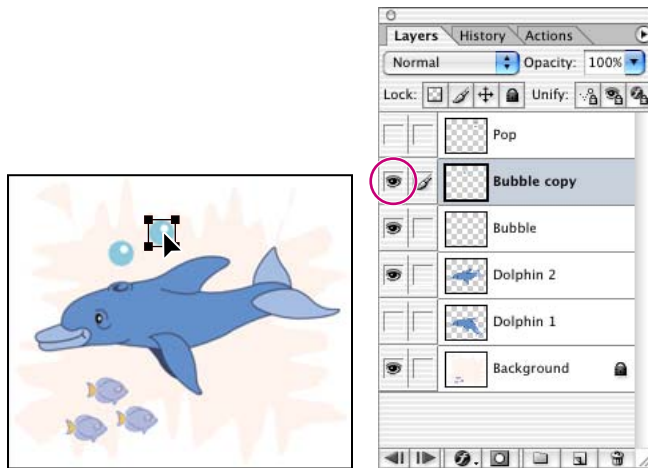 Layers History Actions
Normal Opacity: 100%
Lock: Unify:
Pop
Bubble copy
Bubble
Dolphin 2
Dolphin 1
Background